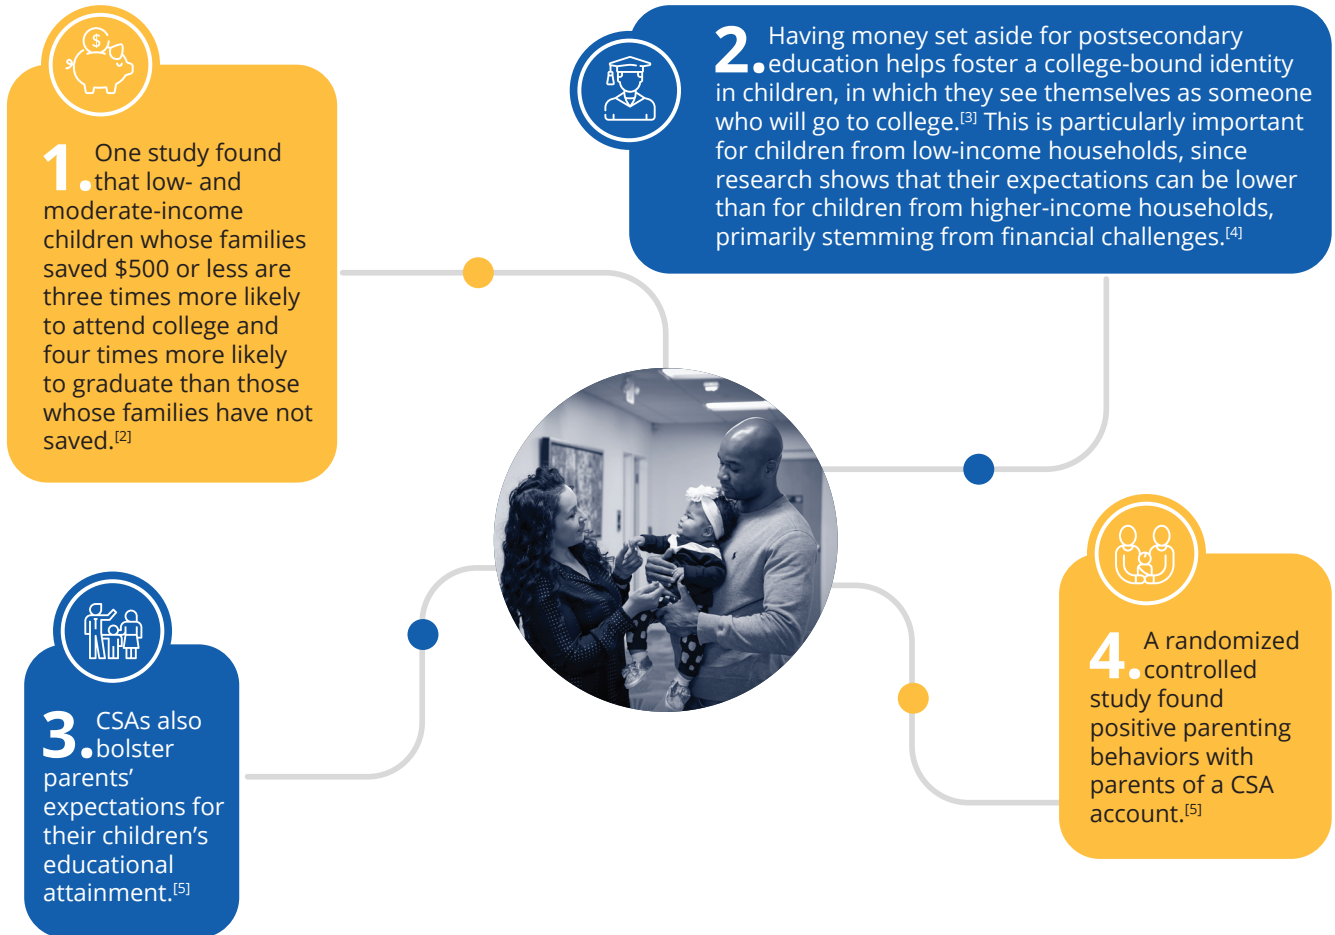 1. One study found
that low- and
moderate-income
children whose families
saved $500 or less are
three times more likely
to attend college and
four times more likely
to graduate than those
whose families have not
saved.[2]
2. Having money set aside for postsecondary
education helps foster a college-bound identity
in children, in which they see themselves as someone
who will go to college.[3] This is particularly important
for children from low-income households, since
research shows that their expectations can be lower
than for children from higher-income households,
primarily stemming from financial challenges.[4]
3. CSAs also
bolster
parents’
expectations for
their children’s
educational
attainment.[5]
4. A randomized
controlled
study found
positive parenting
behaviors with
parents of a CSA
account.[5]